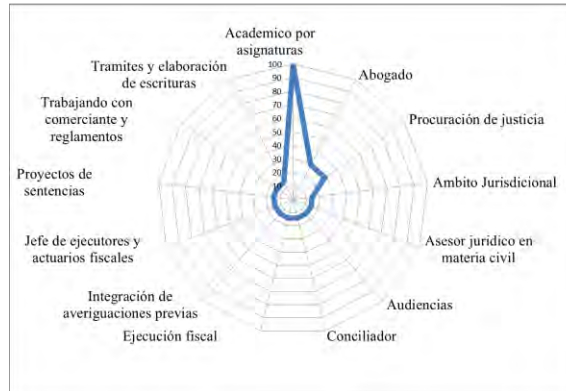 Academico por
asignaturas
Abogado
Procuración de justicia
Ambito Jurisdicional
Asesor jurídico en
materia civil
Audiencias
Conciliador
Ejecución fiscal
Integración de
averiguaciones previas
Jefe de ejecutores y
actuarios fiscales
Proyectos de
sentencias
Trabajando con
comerciante y
reglamentos
Tramites y elaboración
de escrituras
100
90
80
70
60
50
40
30
20
10